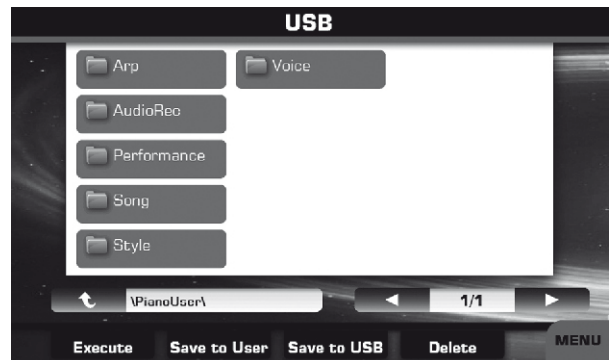 USB
Arp
Voice
AudioRec
Performance
Song
Style
\PianoUser\
1/1
Execute
Save to User
Save to USB
Delete
MENU